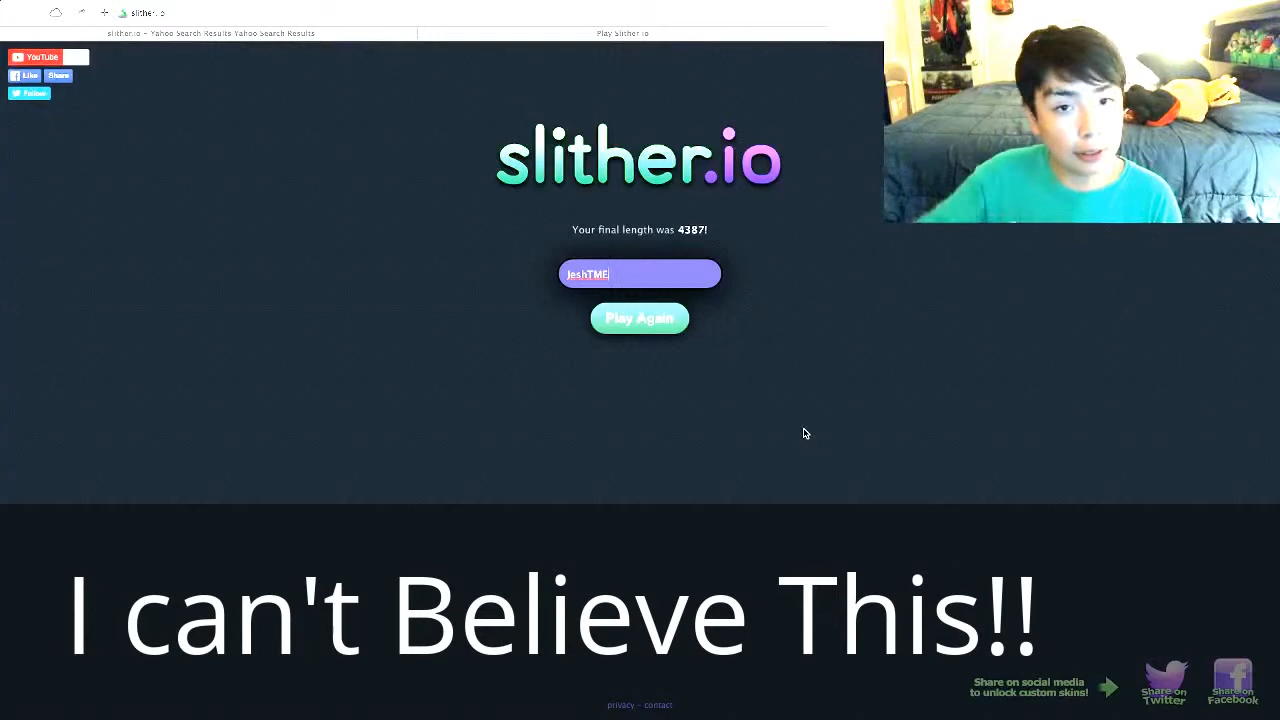 slither.io
slither.io - Yahoo Search Results Yahoo Search Results
Play Slither io
YouTube
Like
Share
Follow
slither.io
Your final length was 4387!
JeshTME
Play Again
I can't Believe This!!
Share on social media
to unlock custom skins!
Share on
Twitter
Share on
Facebook
privacy - contact